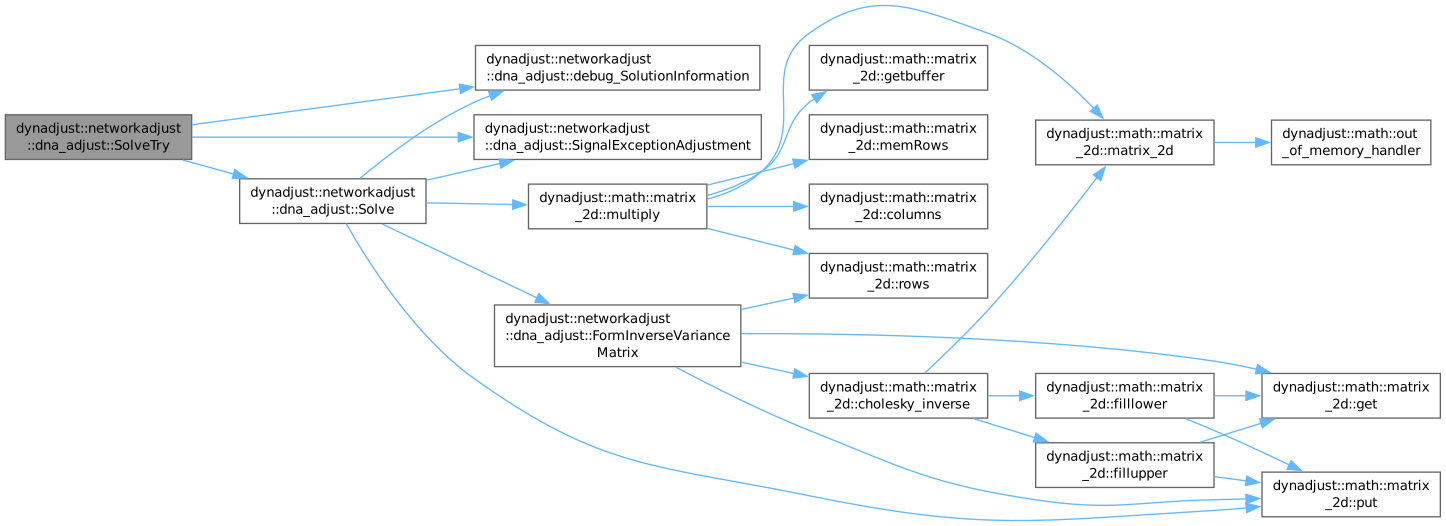 dynadjust::networkadjust
::dna_adjust::SolveTry
dynadjust::networkadjust
::dna_adjust::debug_SolutionInformation
dynadjust::networkadjust
::dna_adjust::SignalExceptionAdjustment
dynadjust::networkadjust
::dna_adjust::Solve
dynadjust::math::matrix
_2d::multiply
dynadjust::networkadjust
::dna_adjust::FormInverseVariance
Matrix
dynadjust::math::matrix
_2d::getbuffer
dynadjust::math::matrix
_2d::memRows
dynadjust::math::matrix
_2d::columns
dynadjust::math::matrix
_2d::rows
dynadjust::math::matrix
_2d::cholesky_inverse
dynadjust::math::matrix
_2d::matrix_2d
dynadjust::math::out
_of_memory_handler
dynadjust::math::matrix
_2d::filllower
dynadjust::math::matrix
_2d::fillupper
dynadjust::math::matrix
_2d::get
dynadjust::math::matrix
_2d::put